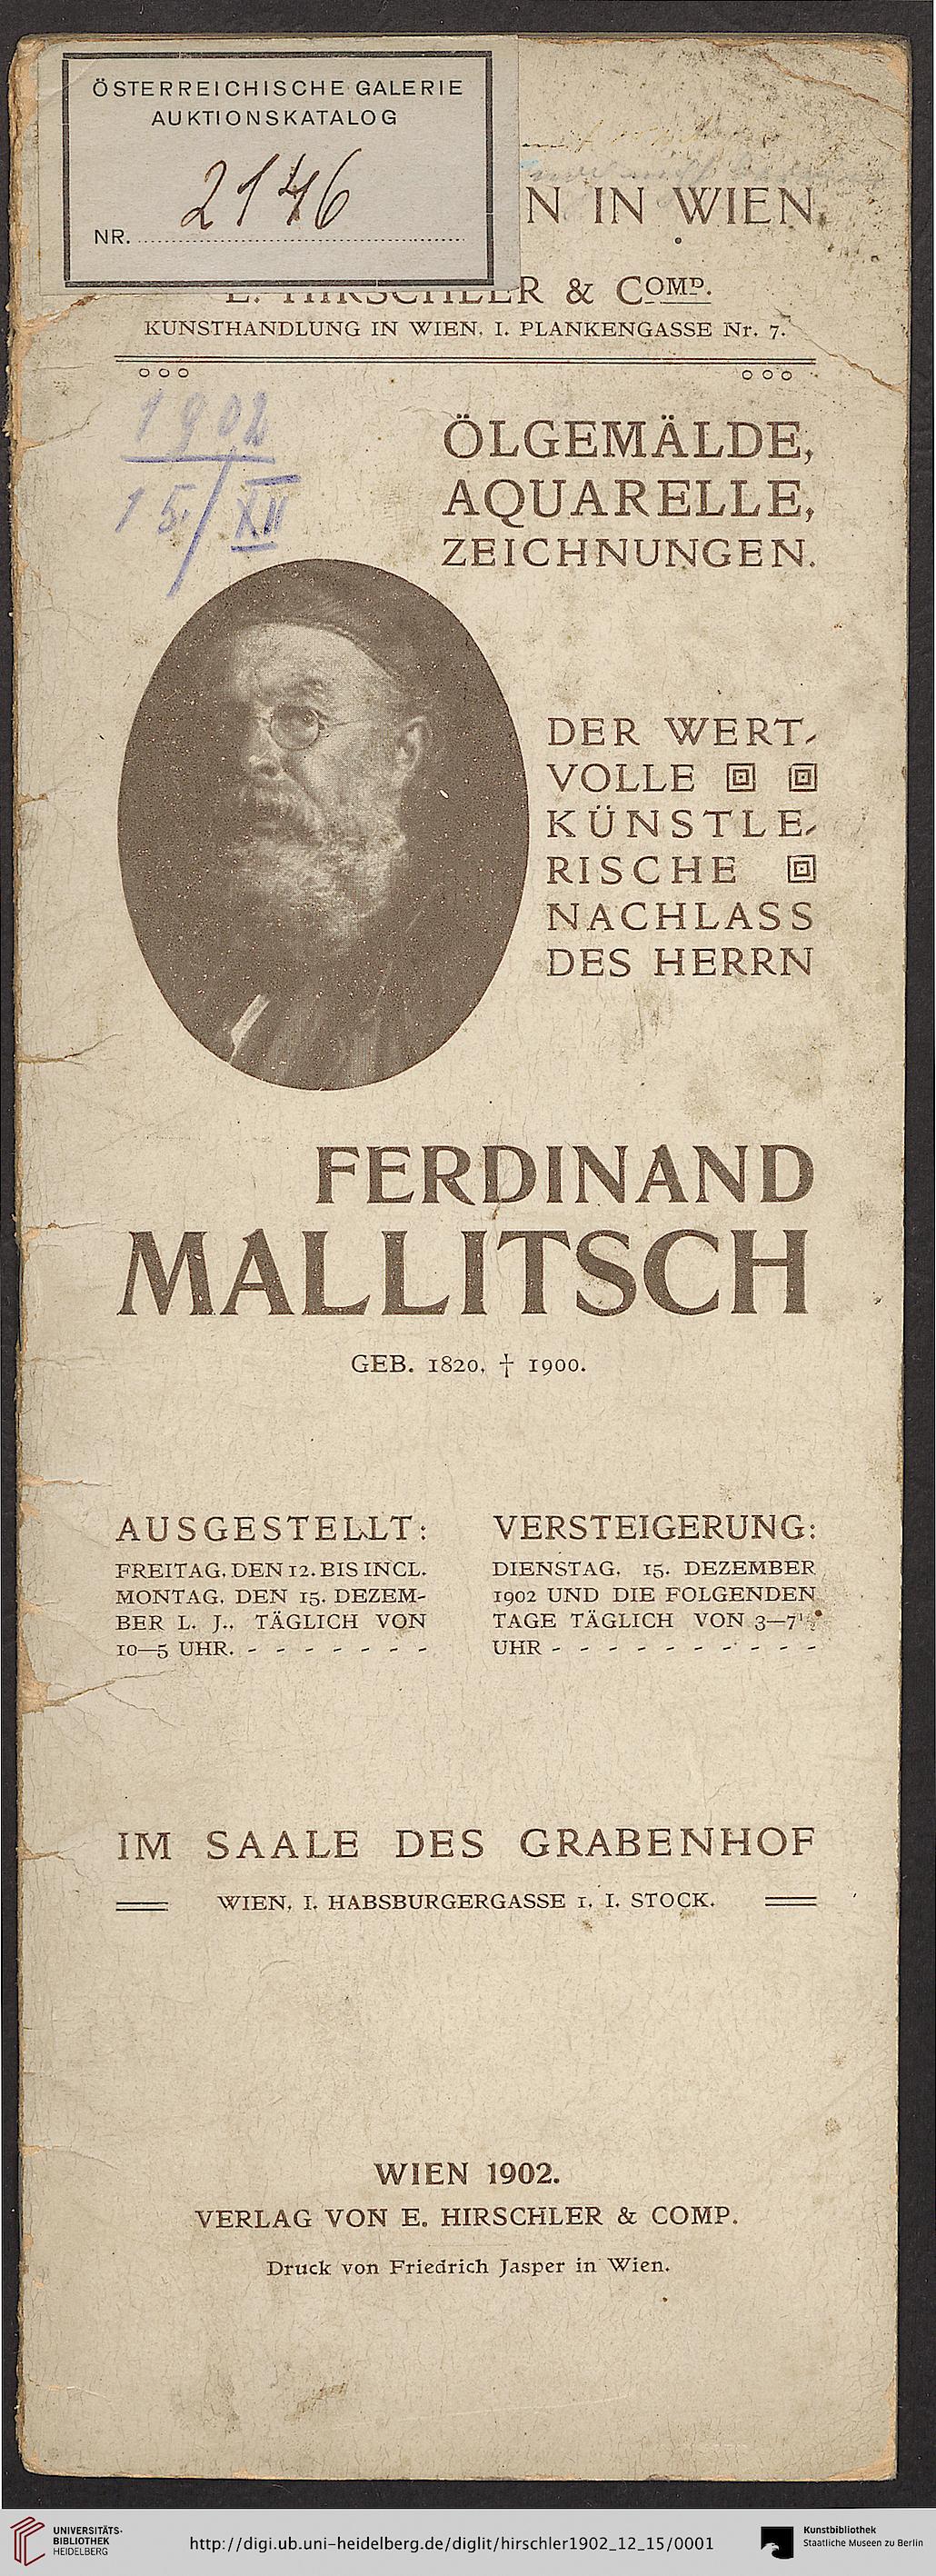 ÖSTERREICHISCHE GALERIE
AUKTIONSKATALOG
NR. 2146
N IN WIEN.
E. HIRSCHLER & COMP.
KUNSTHANDLUNG IN WIEN, I. PLANKENGASSE Nr. 7.
1902
15./XII
ÖLGEMÄLDE,
AQUARELLE,
ZEICHNUNGEN.
DER WERT-
VOLLE
KÜNSTLE-
RISCHE
NACHLASS
DES HERRN
FERDINAND
MALLITSCH
GEB. 1820, † 1900.
AUSGESTELLT:
FREITAG, DEN 12. BIS INCL.
MONTAG, DEN 15. DEZEM-
BER L. J., TÄGLICH VON
10—5 UHR. - - - - - - -
VERSTEIGERUNG:
DIENSTAG, 15. DEZEMBER
1902 UND DIE FOLGENDEN
TAGE TÄGLICH VON 3—7
UHR - - - - - - - - - -
IM SAALE DES GRABENHOF
WIEN, I. HABSBURGERGASSE 1, I. STOCK.
WIEN 1902.
VERLAG VON E. HIRSCHLER & COMP.
Druck von Friedrich Jasper in Wien.
UNIVERSITÄTS-
BIBLIOTHEK
HEIDELBERG
http://digi.ub.uni-heidelberg.de/diglit/hirschler1902_12_15/0001
Kunstbibliothek
Staatliche Museen zu Berlin